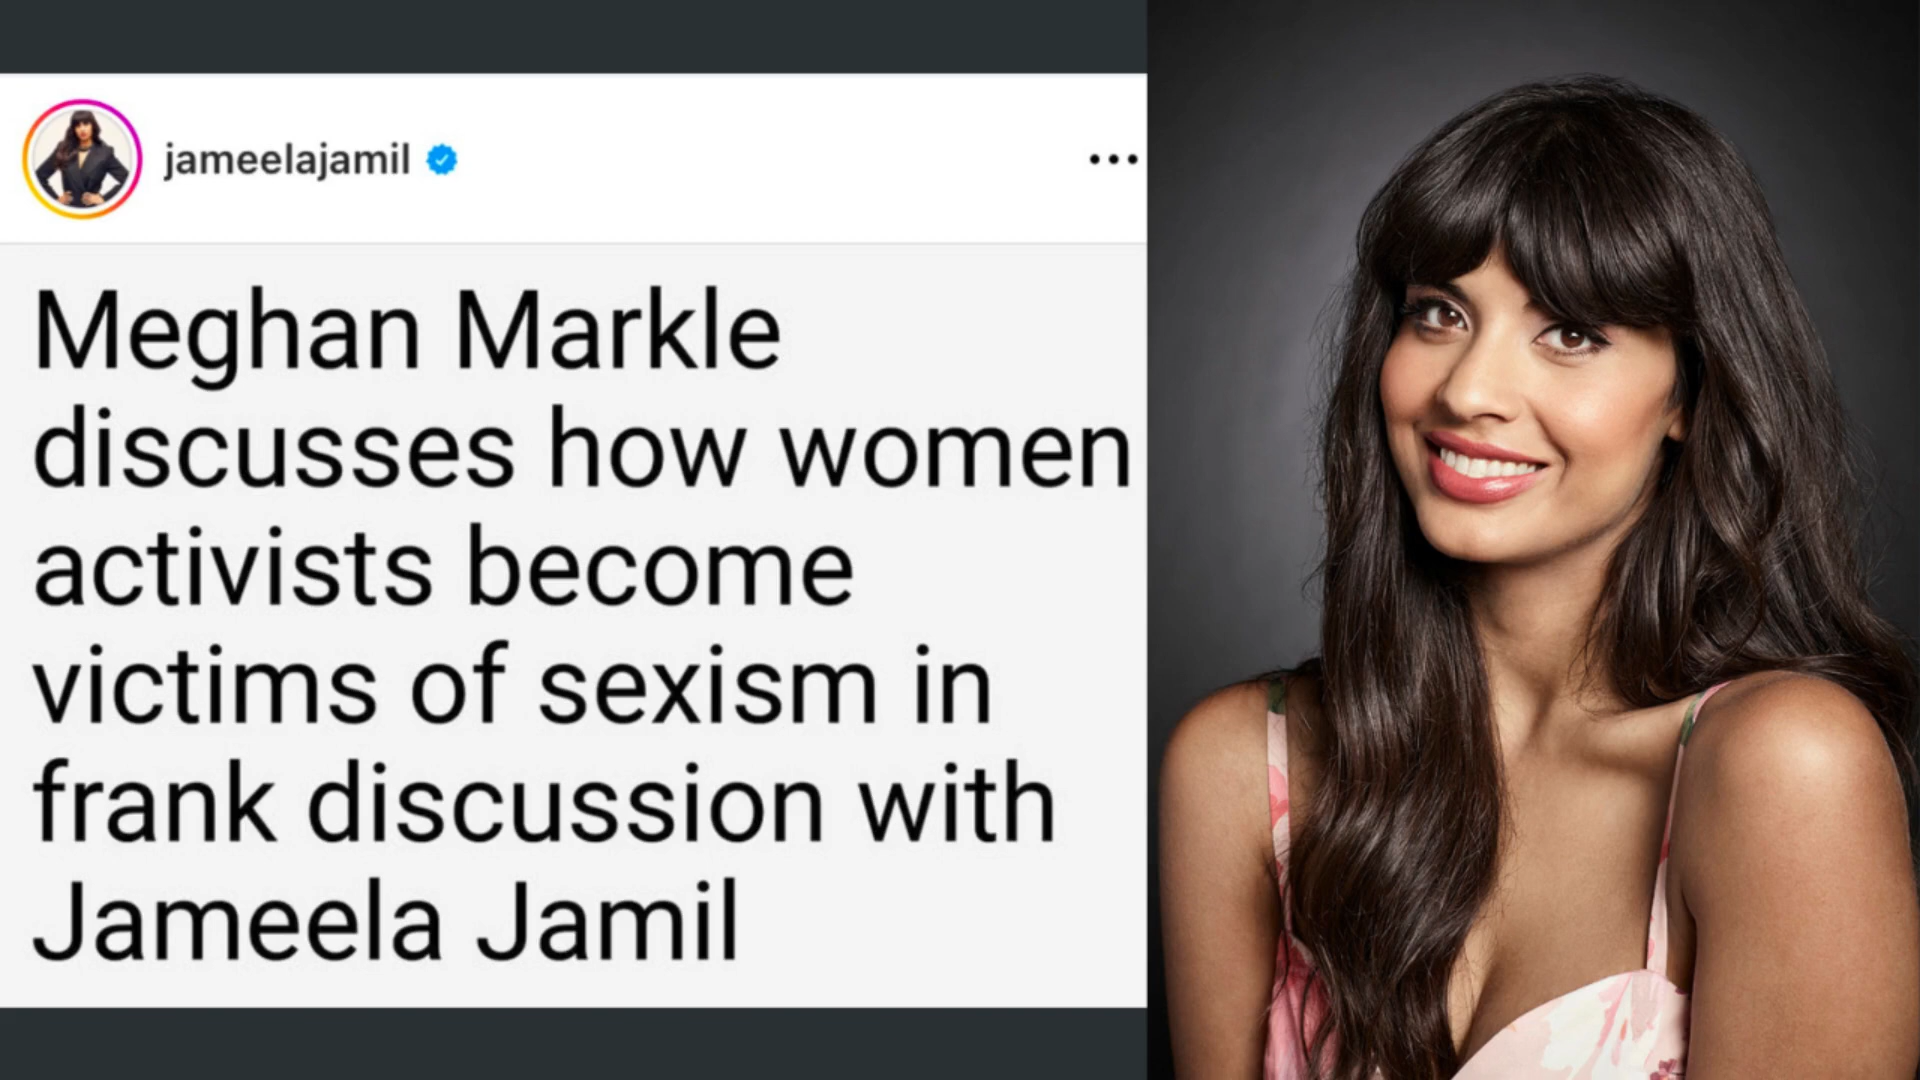 jameelajamil
Meghan Markle
discusses how women
activists become
victims of sexism in
frank discussion with
Jameela Jamil